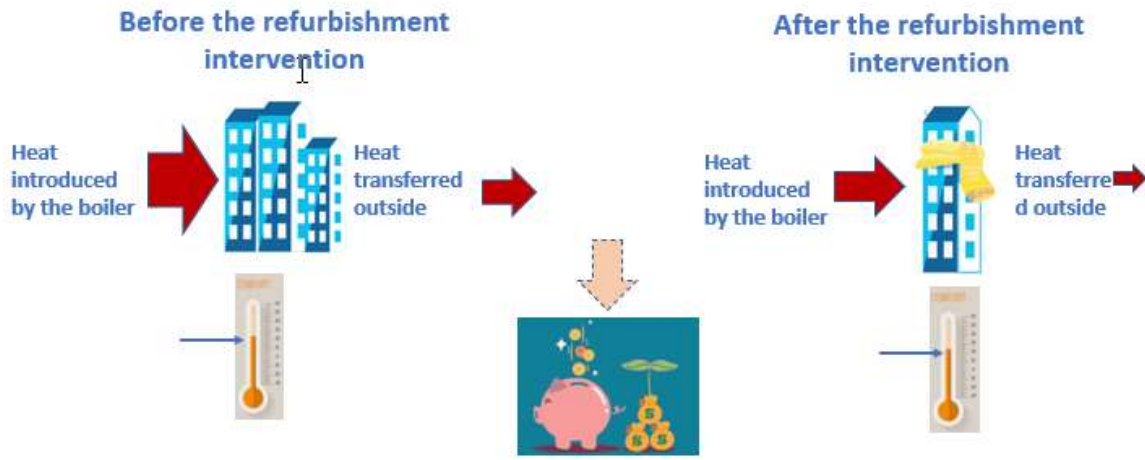 Before the refurbishment
intervention
Heat
introduced
by the boiler
Heat
transferred
outside
After the refurbishment
intervention
Heat
introduced
by the boiler
Heat
transferre
d outside
$
$
$